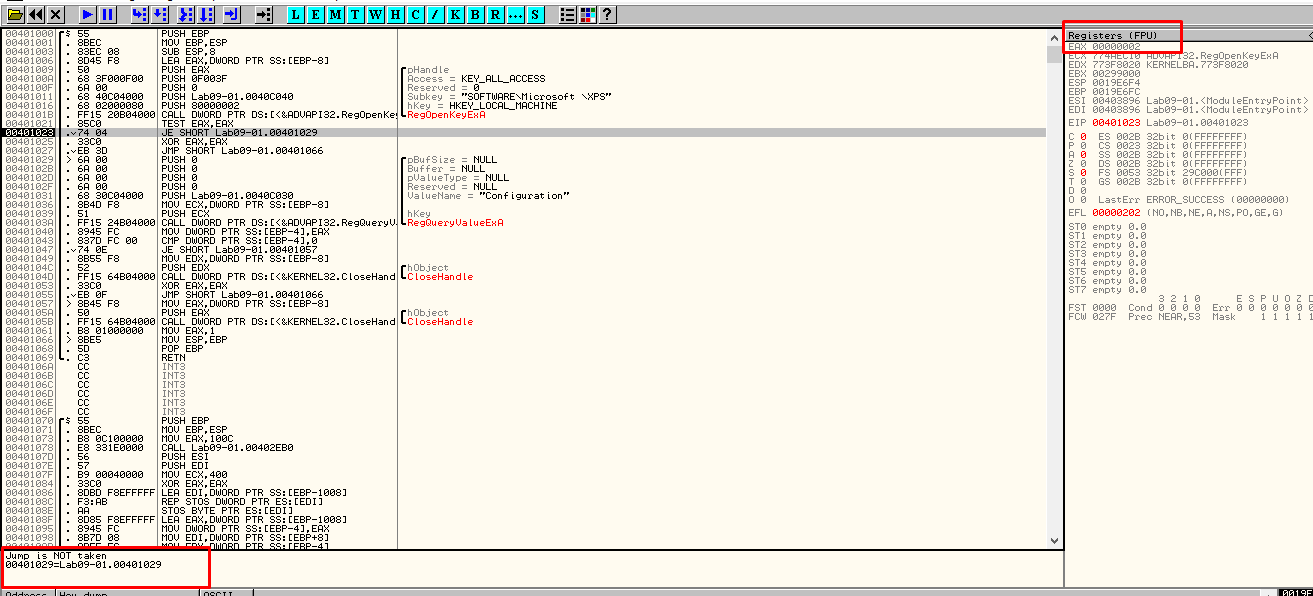 L E M T W H C / K B R ... S ?
00401000 $ 55 PUSH EBP
00401001 . 8BEC MOV EBP,ESP
00401003 . 83EC 08 SUB ESP,8
00401006 . 8D45 F8 LEA EAX,DWORD PTR SS:[EBP-8]
00401009 . 50 PUSH EAX pHandle
0040100A . 68 3F000F00 PUSH 0F003F Access = KEY_ALL_ACCESS
0040100F . 6A 00 PUSH 0 Reserved = 0
00401011 . 68 40C04000 PUSH Lab09-01.0040C040 Subkey = "SOFTWARE\Microsoft \XPS"
00401016 . 68 02000080 PUSH 80000002 hKey = HKEY_LOCAL_MACHINE
0040101B . FF15 20B04000 CALL DWORD PTR DS:[<&ADVAPI32.RegOpenKey RegOpenKeyExA
00401021 . 85C0 TEST EAX,EAX
00401023 . 74 04 JE SHORT Lab09-01.00401029
00401025 . 33C0 XOR EAX,EAX
00401027 . EB 3D JMP SHORT Lab09-01.00401066
00401029 > 6A 00 PUSH 0 pBufSize = NULL
0040102B . 6A 00 PUSH 0 Buffer = NULL
0040102D . 6A 00 PUSH 0 pValueType = NULL
0040102F . 6A 00 PUSH 0 Reserved = NULL
00401031 . 68 30C04000 PUSH Lab09-01.0040C030 ValueName = "Configuration"
00401036 . 8B4D F8 MOV ECX,DWORD PTR SS:[EBP-8]
00401039 . 51 PUSH ECX hKey
0040103A . FF15 24B04000 CALL DWORD PTR DS:[<&ADVAPI32.RegQueryV RegQueryValueExA
00401040 . 8945 FC MOV DWORD PTR SS:[EBP-4],EAX
00401043 . 837D FC 00 CMP DWORD PTR SS:[EBP-4],0
00401047 . 74 0E JE SHORT Lab09-01.00401057
00401049 . 8B55 F8 MOV EDX,DWORD PTR SS:[EBP-8]
0040104C . 52 PUSH EDX hObject
0040104D . FF15 64B04000 CALL DWORD PTR DS:[<&KERNEL32.CloseHand CloseHandle
00401053 . 33C0 XOR EAX,EAX
00401055 . EB 0F JMP SHORT Lab09-01.00401066
00401057 > 8B45 F8 MOV EAX,DWORD PTR SS:[EBP-8]
0040105A . 50 PUSH EAX hObject
0040105B . FF15 64B04000 CALL DWORD PTR DS:[<&KERNEL32.CloseHand CloseHandle
00401061 . B8 01000000 MOV EAX,1
00401066 > 8BE5 MOV ESP,EBP
00401068 . 5D POP EBP
00401069 . C3 RETN
0040106A CC INT3
0040106B CC INT3
0040106C CC INT3
0040106D CC INT3
0040106E CC INT3
0040106F CC INT3
00401070 $ 55 PUSH EBP
00401071 . 8BEC MOV EBP,ESP
00401073 . B8 0C100000 MOV EAX,100C
00401078 . E8 331E0000 CALL Lab09-01.00402EB0
0040107D . 56 PUSH ESI
0040107E . 57 PUSH EDI
0040107F . B9 00040000 MOV ECX,400
00401084 . 33C0 XOR EAX,EAX
00401086 . 8DBD F8EFFFFF LEA EDI,DWORD PTR SS:[EBP-1008]
0040108C . F3:AB REP STOS DWORD PTR ES:[EDI]
0040108E . AA STOS BYTE PTR ES:[EDI]
0040108F . 8D85 F8EFFFFF LEA EAX,DWORD PTR SS:[EBP-1008]
00401095 . 8945 FC MOV DWORD PTR SS:[EBP-4],EAX
00401098 . 8B7D 08 MOV EDI,DWORD PTR SS:[EBP+8]
Jump is NOT taken
00401029=Lab09-01.00401029
Address Hex dump ASCII
Registers (FPU)
EAX 00000002
ECX 774AEC10 ADVAPI32.RegOpenKeyExA
EDX 773F8020 KERNELBA.773F8020
EBX 00299000
ESP 0019E6F4
EBP 0019E6FC
ESI 00403896 Lab09-01.<ModuleEntryPoint>
EDI 00403896 Lab09-01.<ModuleEntryPoint>
EIP 00401023 Lab09-01.00401023
C 0 ES 002B 32bit 0(FFFFFFFF)
P 0 CS 0023 32bit 0(FFFFFFFF)
A 0 SS 002B 32bit 0(FFFFFFFF)
Z 0 DS 002B 32bit 0(FFFFFFFF)
S 0 FS 0053 32bit 29C000(FFF)
T 0 GS 002B 32bit 0(FFFFFFFF)
D 0
O 0 LastErr ERROR_SUCCESS (00000000)
EFL 00000202 (NO,NB,NE,A,NS,PO,GE,G)
ST0 empty 0.0
ST1 empty 0.0
ST2 empty 0.0
ST3 empty 0.0
ST4 empty 0.0
ST5 empty 0.0
ST6 empty 0.0
ST7 empty 0.0
3 2 1 0 E S P U O Z D
FST 0000 Cond 0 0 0 0 Err 0 0 0 0 0 0 0
FCW 027F Prec NEAR,53 Mask 1 1 1 1 1